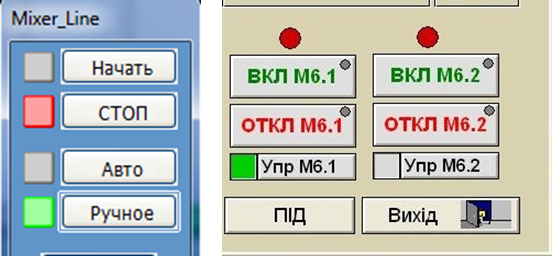 Mixer_Line
Начать
СТОП
Авто
Ручное
ВКЛ М6.1 ВКЛ М6.2
ОТКЛ М6.1 ОТКЛ М6.2
Упр М6.1 Упр М6.2
ПІД Вихід